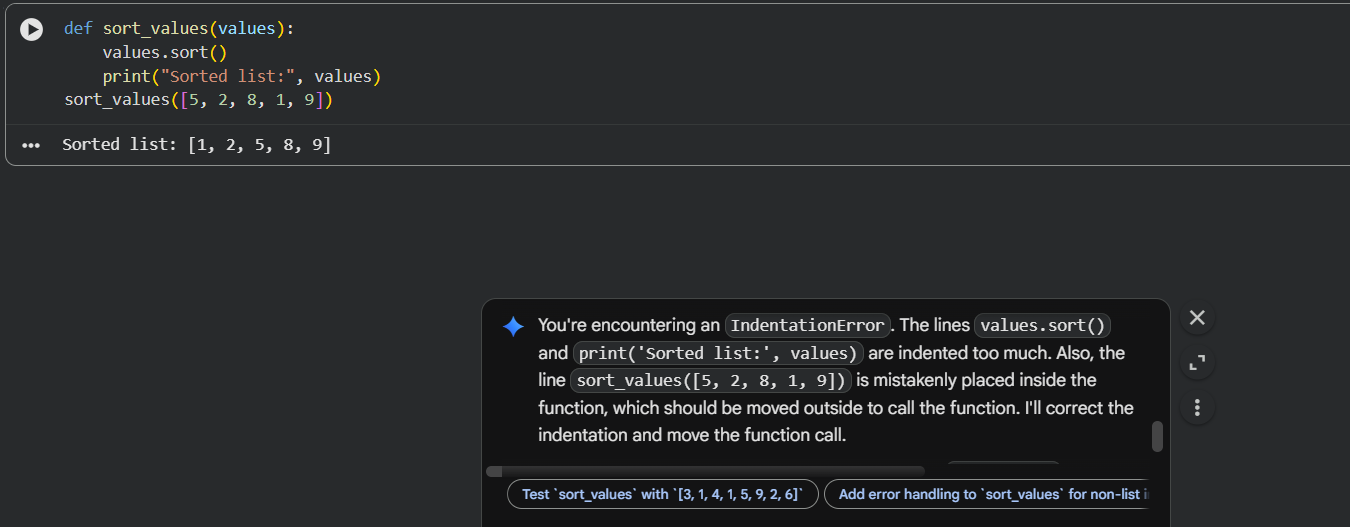 def sort_values(values):
    values.sort()
    print("Sorted list:", values)
sort_values([5, 2, 8, 1, 9])
Sorted list: [1, 2, 5, 8, 9]
You're encountering an IndentationError. The lines values.sort()
and print('Sorted list:', values) are indented too much. Also, the
line sort_values([5, 2, 8, 1, 9]) is mistakenly placed inside the
function, which should be moved outside to call the function. I'll correct the
indentation and move the function call.
Test `sort_values` with `[3, 1, 4, 1, 5, 9, 2, 6]`
Add error handling to `sort_values` for non-list